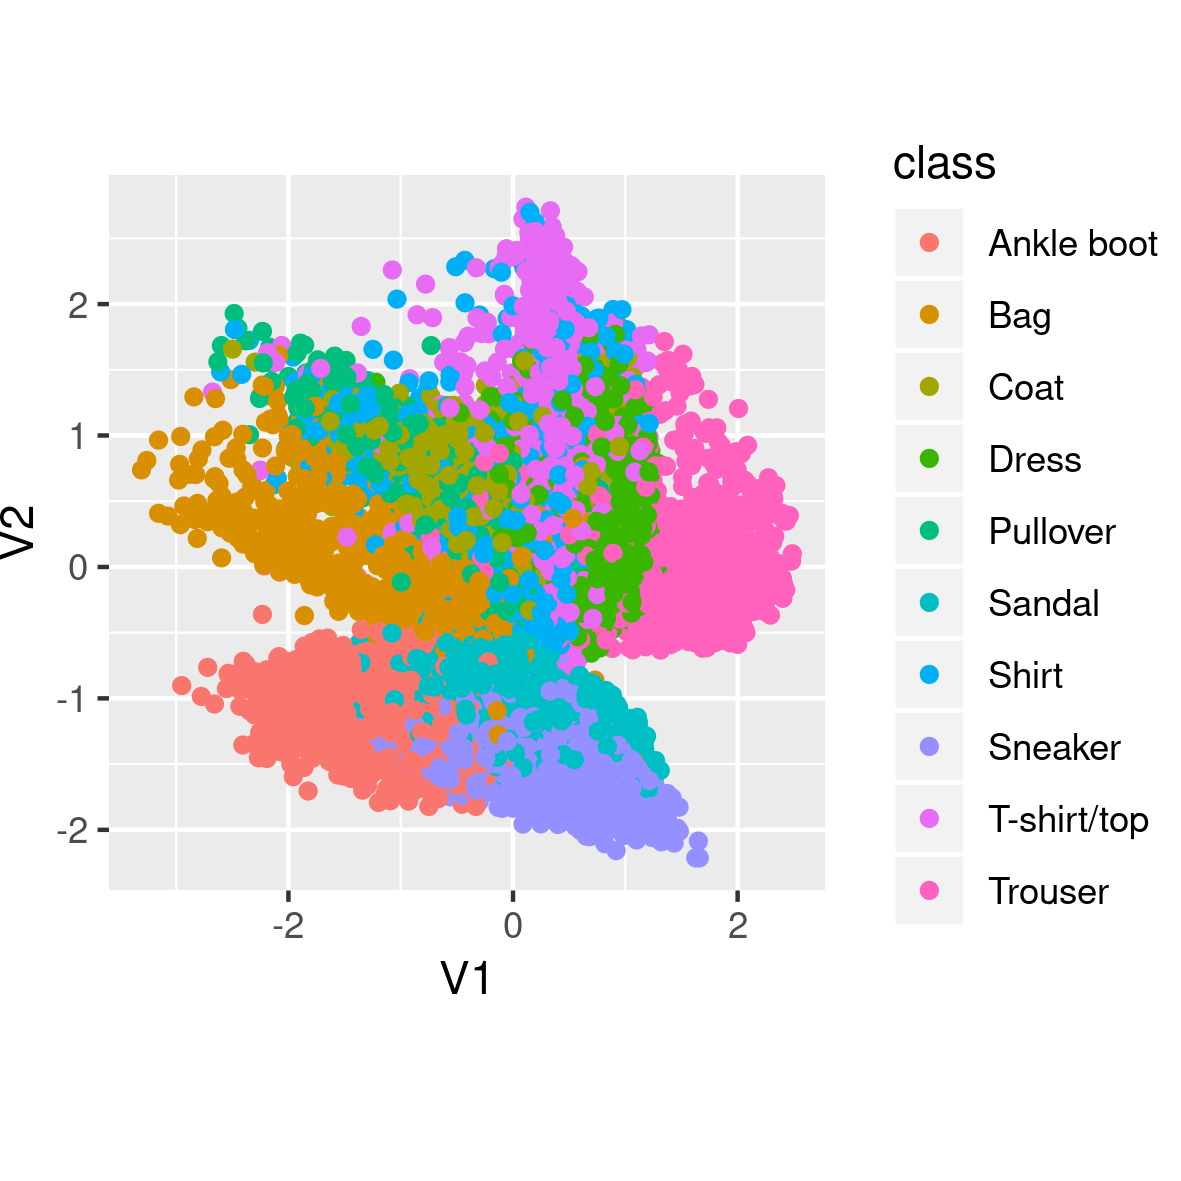 class
Ankle boot
Bag
Coat
Dress
Pullover
Sandal
Shirt
Sneaker
T-shirt/top
Trouser
V2
2
1
0
-1
-2
-2 0 2
V1